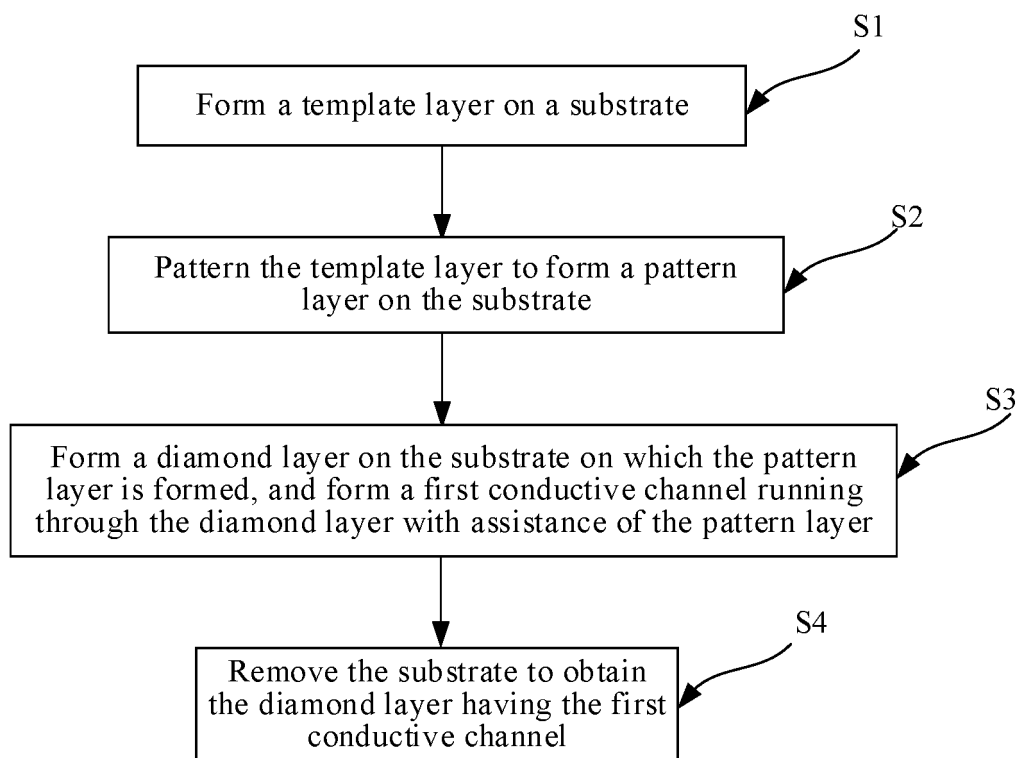 S1
Form a template layer on a substrate
S2
Pattern the template layer to form a pattern
layer on the substrate
S3
Form a diamond layer on the substrate on which the pattern
layer is formed, and form a first conductive channel running
through the diamond layer with assistance of the pattern layer
S4
Remove the substrate to obtain
the diamond layer having the first
conductive channel